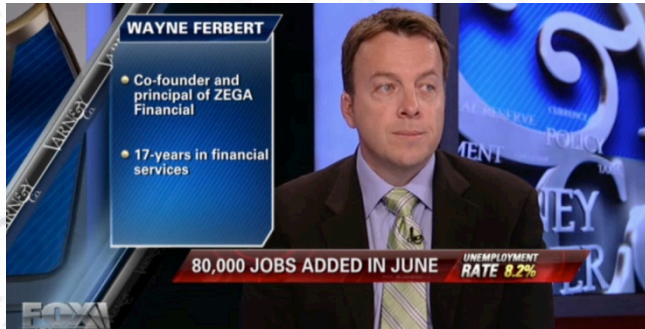 WAYNE FERBERT
• Co-founder and
principal of ZEGA
Financial
• 17-years in financial
services
80,000 JOBS ADDED IN JUNE
UNEMPLOYMENT
RATE 8.2%
POLICY
FOX